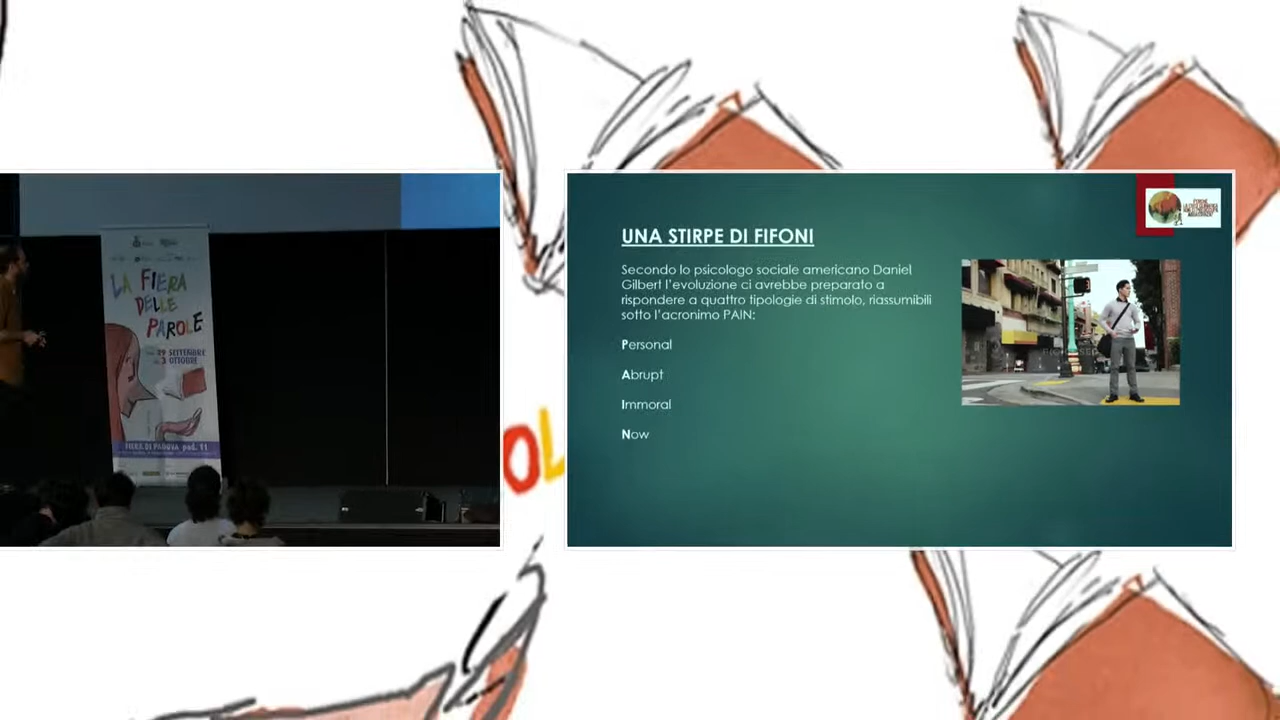 LA FIERA
DELLE
PAROLE
29 SETTEMBRE
3 OTTOBRE
FIERA DI PADOVA pad. 11
OL
UNA STIRPE DI FIFONI
Secondo lo psicologo sociale americano Daniel
Gilbert l'evoluzione ci avrebbe preparato a
rispondere a quattro tipologie di stimolo, riassumibili
sotto l'acronimo PAIN:
Personal
Abrupt
Immoral
Now